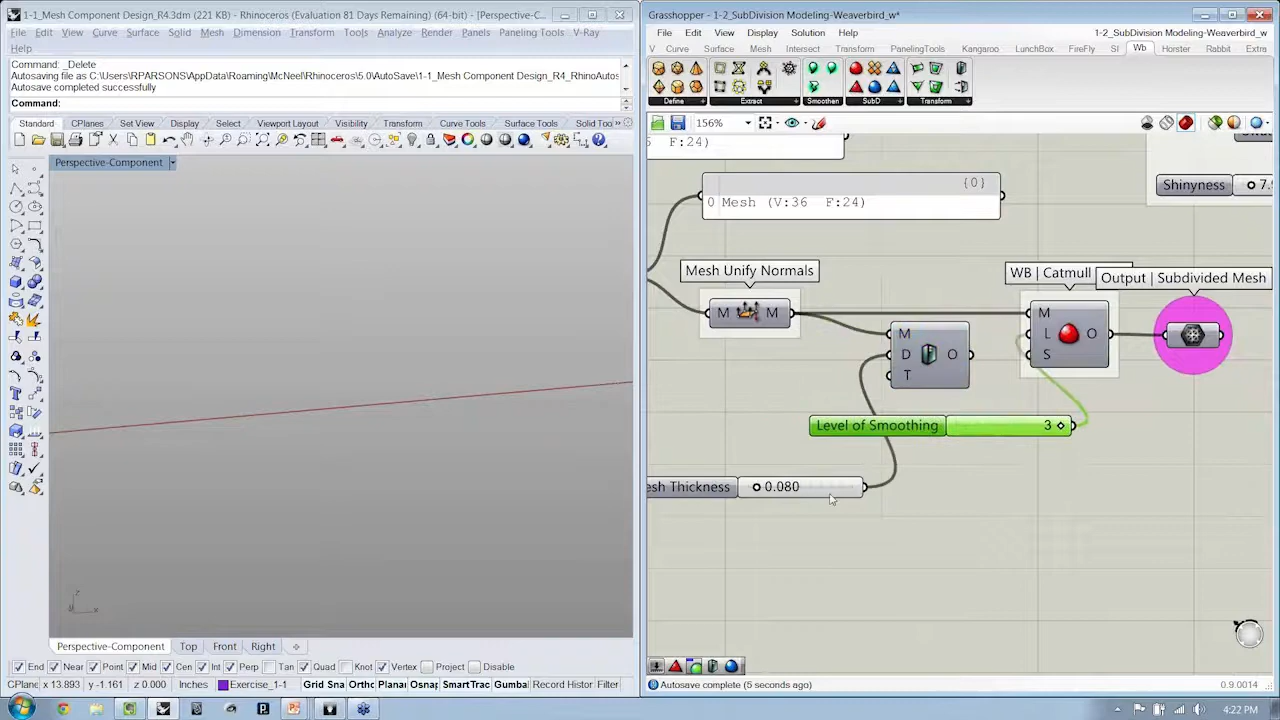 1-1_Mesh Component Design_R4.3dm (221 KB) - Rhinoceros (Evaluation 81 Days Remaining) (64-bit) - [Perspective-C...
File Edit View Curve Surface Solid Mesh Dimension Transform Tools Analyze Render Panels Paneling Tools V-Ray
Help
Command: _Delete
Autosaving file as C:\Users\RPARSONS\AppData\Roaming\McNeel\Rhinoceros\5.0\AutoSave\1-1_Mesh Component Design_R4_RhinoAutos
Autosave completed successfully
Command:
Standard CPlanes Set View Display Select Viewport Layout Visibility Transform Curve Tools Surface Tools Solid Too »
Perspective-Component
z
x
Perspective-Component Top Front Right
End Near Point Mid Cen Int Perp Tan Quad Knot Vertex Project Disable
CPlane x 13.893 y -1.161 z 0.000 Inches Exercise_1-1 Grid Sna Ortho Planar Osnap SmartTrac Gumba Record Histor Filter
Grasshopper - 1-2_SubDivision Modeling-Weaverbird_w*
File Edit View Display Solution Help 1-2_SubDivision Modeling-Weaverbird_w
V Curve Surface Mesh Intersect Transform PanelingTools Kangaroo LunchBox FireFly Sl Wb Horster Rabbit Extra
Define Extract Smoothen SubD Transform
156%
6 F:24)
{0}
0 Mesh (V:36 F:24)
Shinyness 7.
Mesh Unify Normals
WB | Catmull
Output | Subdivided Mesh
M M
M
D O
T
M
L O
S
Level of Smoothing 3
esh Thickness 0.080
Autosave complete (5 seconds ago) 0.9.0014
4:22 PM